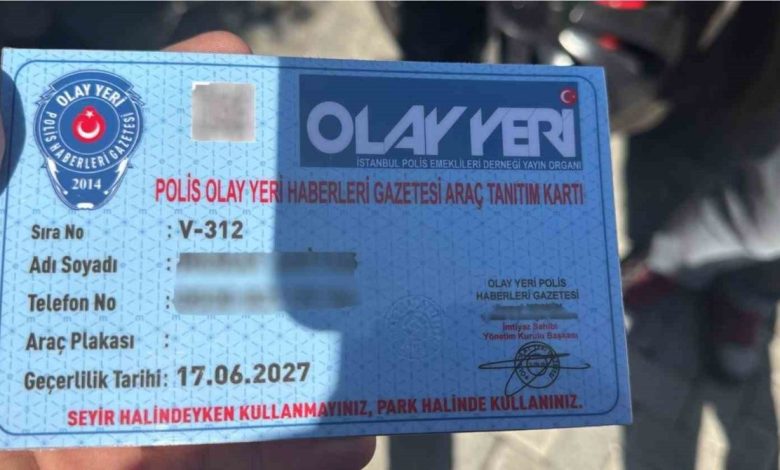 OLAY YERİ
POLİS HABERLERİ GAZETESİ
2014
OLAY YERİ
İSTANBUL POLİS EMEKLİLERİ DERNEĞİ YAYIN ORGANI
POLİS OLAY YERİ HABERLERİ GAZETESİ ARAÇ TANITIM KARTI
Sıra No : V-312
Adı Soyadı :
Telefon No :
Araç Plakası :
Geçerlilik Tarihi : 17.06.2027
OLAY YERİ POLİS
HABERLERİ GAZETESİ
İmtiyaz Sahibi
Yönetim Kurulu Başkanı
SEYİR HALİNDEYKEN KULLANMAYINIZ, PARK HALİNDE KULLANINIZ.